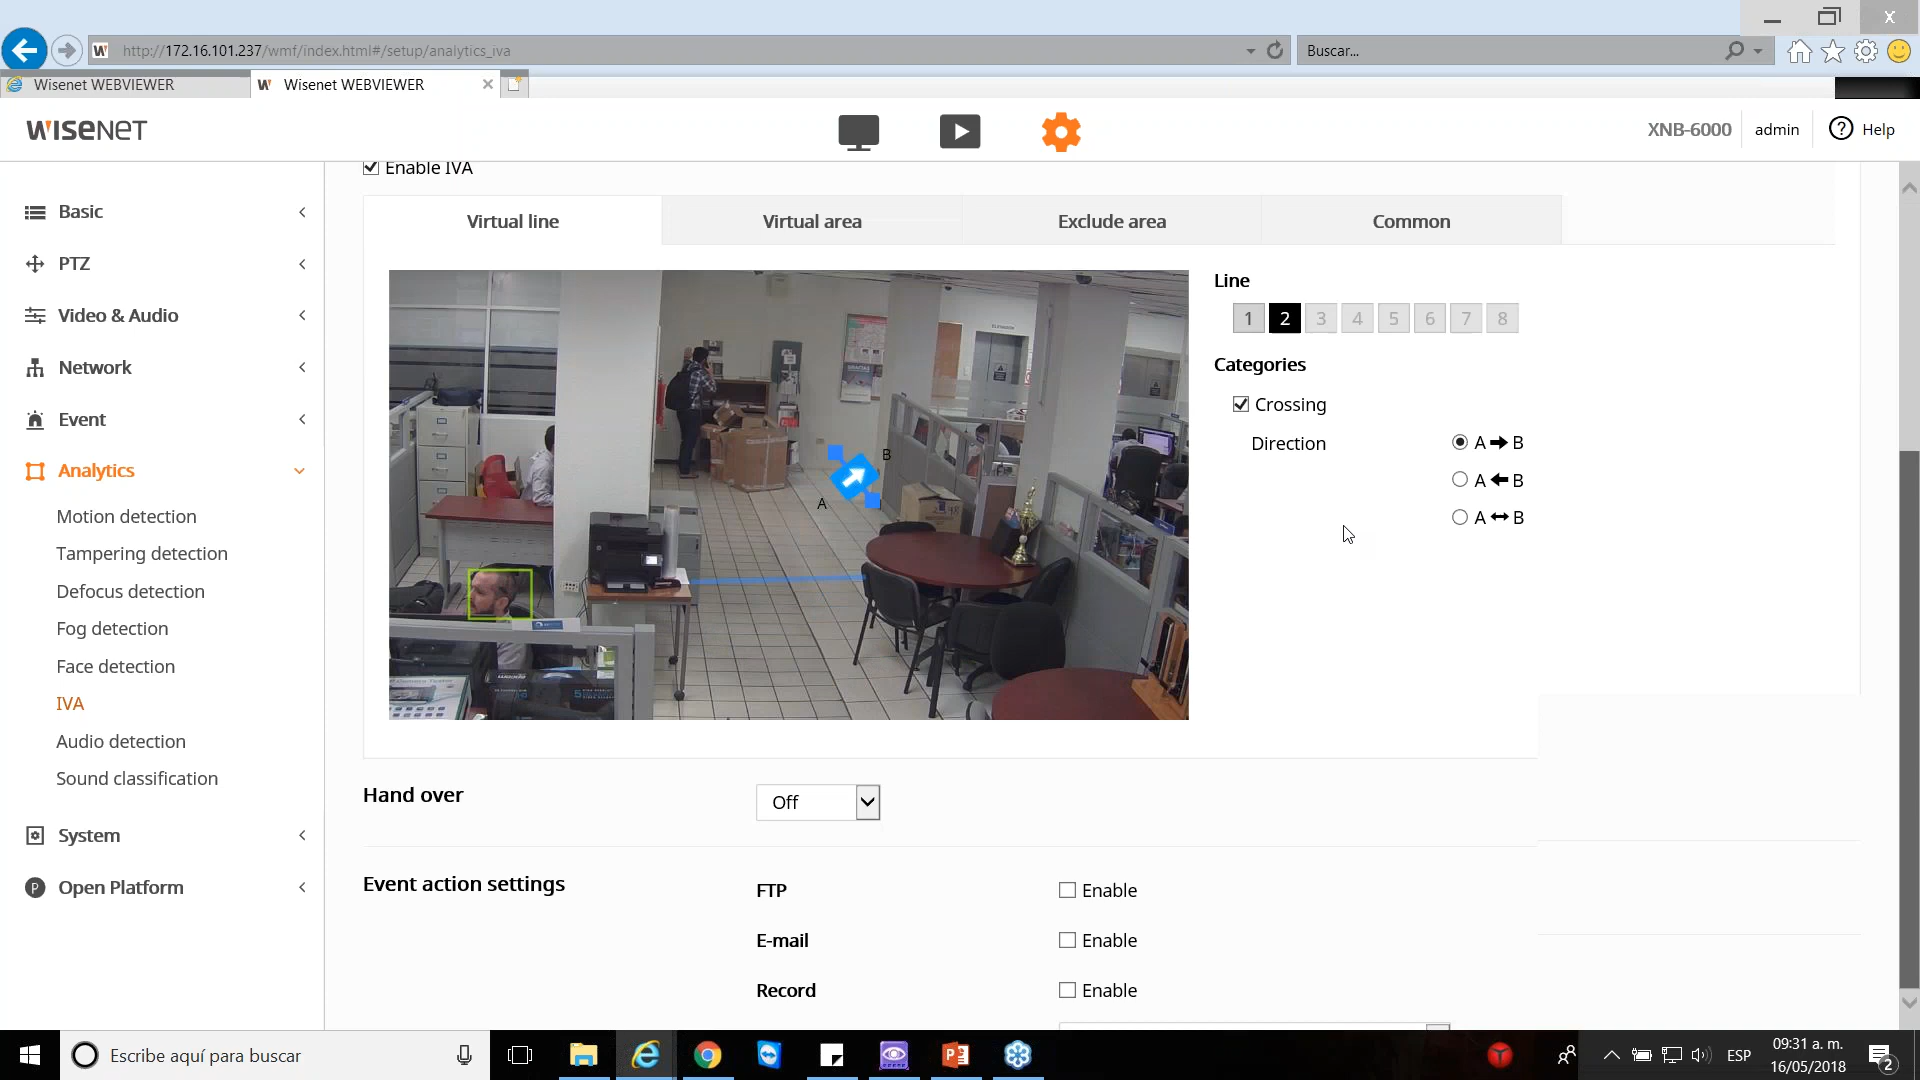 http://172.16.101.237/wmf/index.html#/setup/analytics_iva
Buscar...
Wisenet WEBVIEWER
Wisenet WEBVIEWER
WISENET
XNB-6000
admin
Help
Enable IVA
Basic
PTZ
Video & Audio
Network
Event
Analytics
Motion detection
Tampering detection
Defocus detection
Fog detection
Face detection
IVA
Audio detection
Sound classification
System
Open Platform
Virtual line
Virtual area
Exclude area
Common
B
A
Line
1 2 3 4 5 6 7 8
Categories
Crossing
Direction
A B
A B
A B
Hand over
Off
Event action settings
FTP
Enable
E-mail
Enable
Record
Enable
Escribe aquí para buscar
ESP
09:31 a. m.
16/05/2018
2